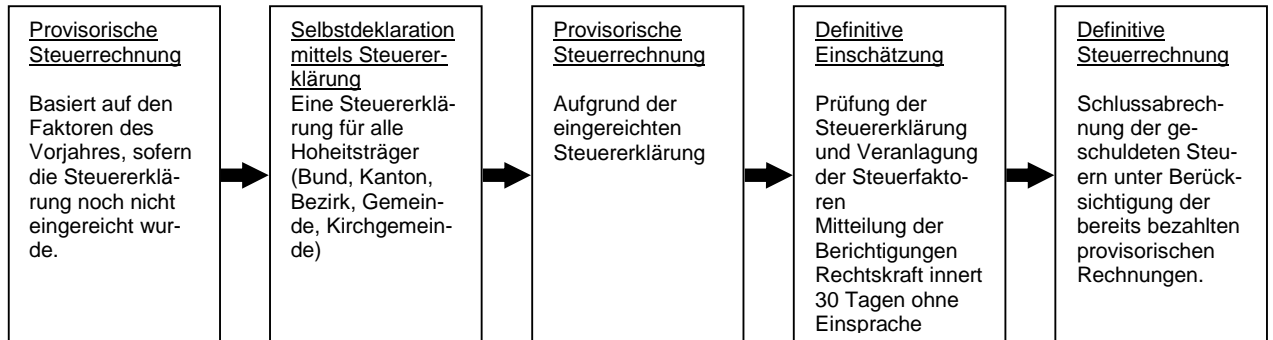 Provisorische
Steuerrechnung
Basiert auf den
Faktoren des
Vorjahres, sofern
die Steuererklä-
rung noch nicht
eingereicht wur-
de.
Selbstdeklaration
mittels Steuerer-
klärung
Eine Steuererklä-
rung für alle
Hoheitsträger
(Bund, Kanton,
Bezirk, Gemein-
de, Kirchgemein-
de)
Provisorische
Steuerrechnung
Aufgrund der
eingereichten
Steuererklärung
Definitive
Einschätzung
Prüfung der
Steuererklärung
und Veranlagung
der Steuerfakto-
ren
Mitteilung der
Berichtigungen
Rechtskraft innert
30 Tagen ohne
Einsprache
Definitive
Steuerrechnung
Schlussabrech-
nung der ge-
schuldeten Steu-
ern unter Berück-
sichtigung der
bereits bezahlten
provisorischen
Rechnungen.